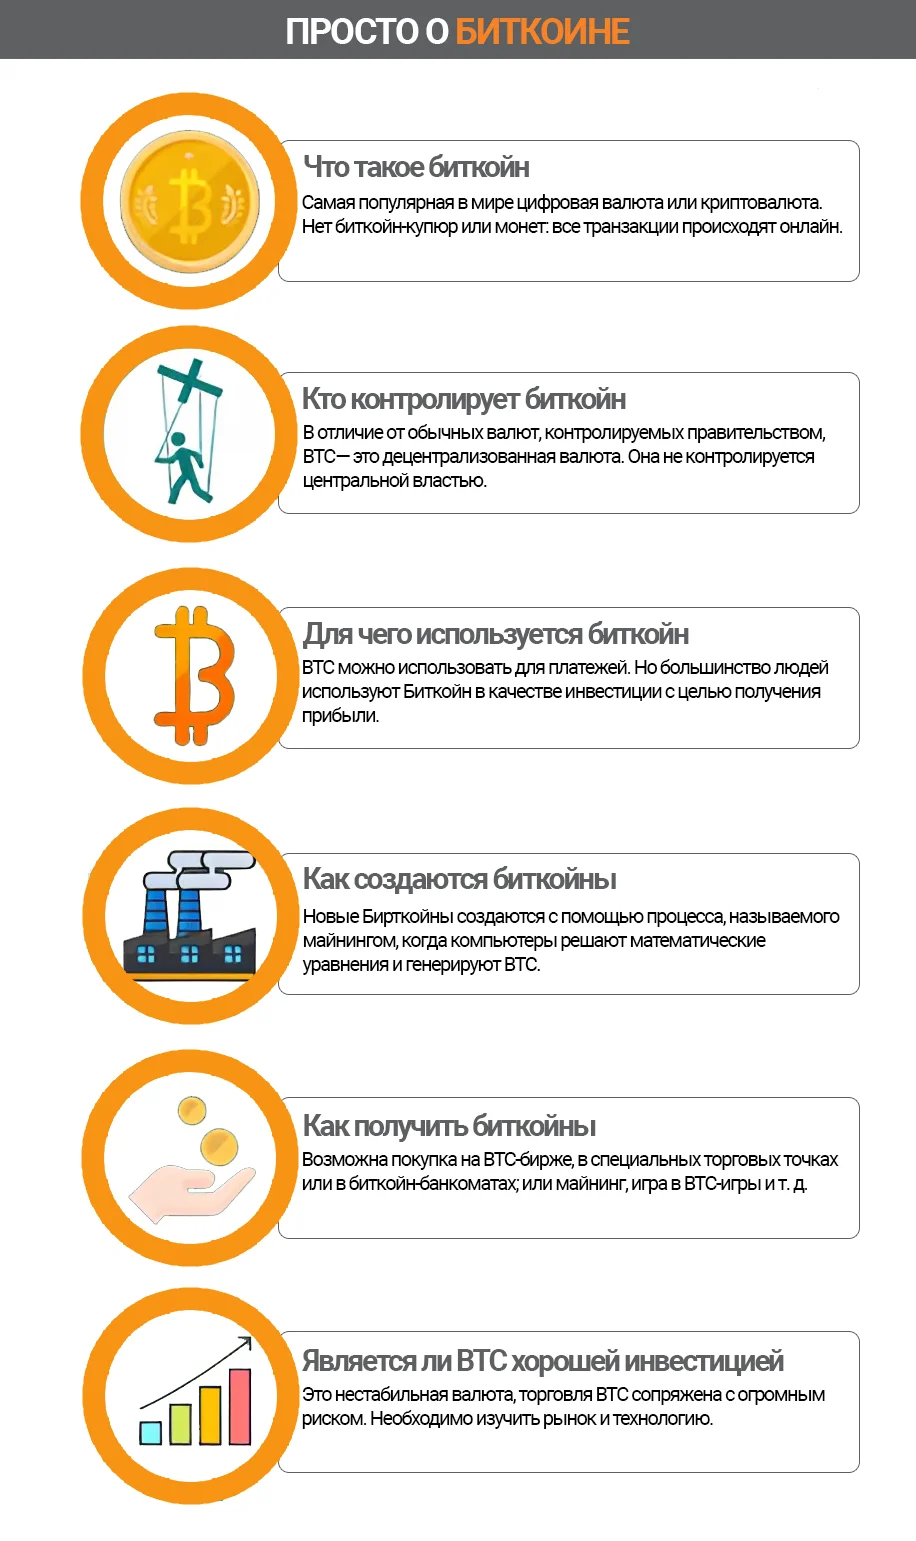 ПРОСТО О БИТКОИНЕ
Что такое биткойн
Самая популярная в мире цифровая валюта или криптовалюта.
Нет биткойн-купюр или монет: все транзакции происходят онлайн.
Кто контролирует биткойн
В отличие от обычных валют, контролируемых правительством,
BTC— это децентрализованная валюта. Она не контролируется
центральной властью.
Для чего используется биткойн
BTC можно использовать для платежей. Но большинство людей
используют Биткойн в качестве инвестиции с целью получения
прибыли.
Как создаются биткойны
Новые Бирткойны создаются с помощью процесса, называемого
майнингом, когда компьютеры решают математические
уравнения и генерируют BTC.
Как получить биткойны
Возможна покупка на BTC-бирже, в специальных торговых точках
или в биткойн-банкоматах; или майнинг, игра в BTC-игры и т. д.
Является ли BTC хорошей инвестицией
Это нестабильная валюта, торговля BTC сопряжена с огромным
риском. Необходимо изучить рынок и технологию.